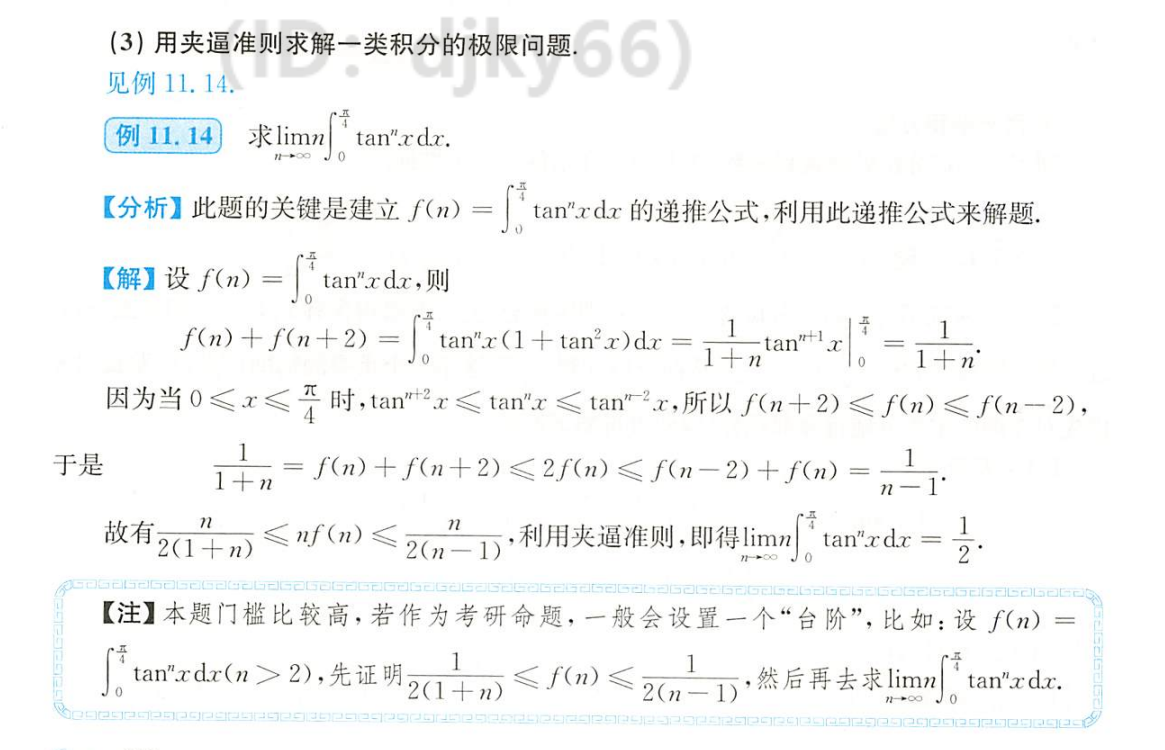 (ID: djky66)
(3) 用夹逼准则求解一类积分的极限问题.
见例 11.14.
例 11.14 求$\lim_{n\to\infty} n\int_0^{\frac{\pi}{4}} \tan^n x dx$.
【分析】此题的关键是建立 $f(n) = \int_0^{\frac{\pi}{4}} \tan^n x dx$ 的递推公式,利用此递推公式来解题.
【解】设 $f(n) = \int_0^{\frac{\pi}{4}} \tan^n x dx$,则
$f(n) + f(n+2) = \int_0^{\frac{\pi}{4}} \tan^n x(1+\tan^2 x)dx = \frac{1}{1+n}\tan^{n+1} x\Big|_0^{\frac{\pi}{4}} = \frac{1}{1+n}$.
因为当 $0 \leqslant x \leqslant \frac{\pi}{4}$ 时,$\tan^{n+2} x \leqslant \tan^n x \leqslant \tan^{n-2} x$,所以 $f(n+2) \leqslant f(n) \leqslant f(n-2)$,
于是 $\frac{1}{1+n} = f(n) + f(n+2) \leqslant 2f(n) \leqslant f(n-2) + f(n) = \frac{1}{n-1}$.
故有$\frac{n}{2(1+n)} \leqslant nf(n) \leqslant \frac{n}{2(n-1)}$,利用夹逼准则,即得$\lim_{n\to\infty} n\int_0^{\frac{\pi}{4}} \tan^n x dx = \frac{1}{2}$.
【注】本题门槛比较高,若作为考研命题,一般会设置一个“台阶”,比如:设 $f(n) =$
$\int_0^{\frac{\pi}{4}} \tan^n x dx (n > 2)$,先证明$\frac{1}{2(1+n)} \leqslant f(n) \leqslant \frac{1}{2(n-1)}$,然后再去求$\lim_{n\to\infty} n\int_0^{\frac{\pi}{4}} \tan^n x dx$.